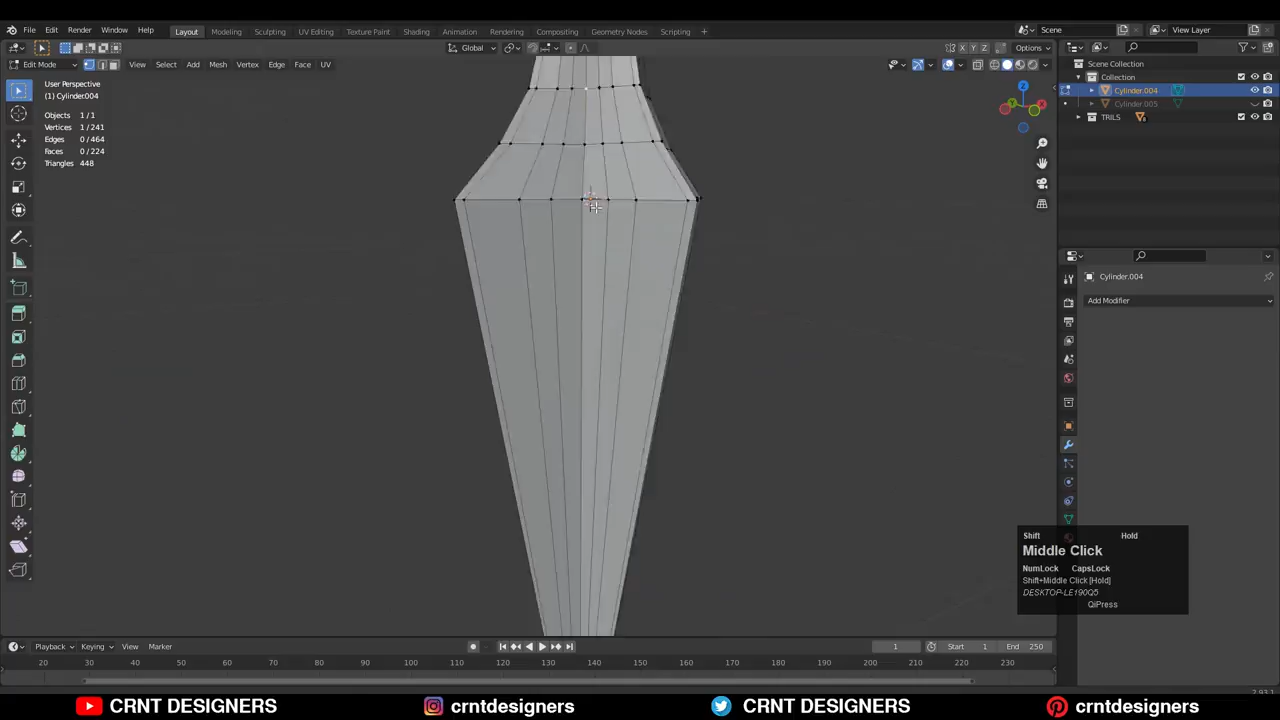 File Edit Render Window Help Layout Modeling Sculpting UV Editing Texture Paint Shading Animation Rendering Compositing Geometry Nodes Scripting + Scene View Layer
Global X Y Z Options
Edit Mode View Select Add Mesh Vertex Edge Face UV
User Perspective
(1) Cylinder004
Objects 1/1
Vertices 1/241
Edges 0/464
Faces 0/224
Triangles 448
Scene Collection
Collection
Cylinder.004
Cylinder.005
TRILS
Cylinder.004
Add Modifier
Shift Hold
Middle Click
NumLock CapsLock
Shift+Middle Click [Hold]
DESKTOP-LE190Q5
QiPress
Playback Keying View Marker 1 Start 1 End 250
20 30 40 50 60 70 80 90 100 110 120 130 140 150 160 170 180 190 200 210 220 230
2.93.1
CRNT DESIGNERS crntdesigners CRNT DESIGNERS crntdesigners